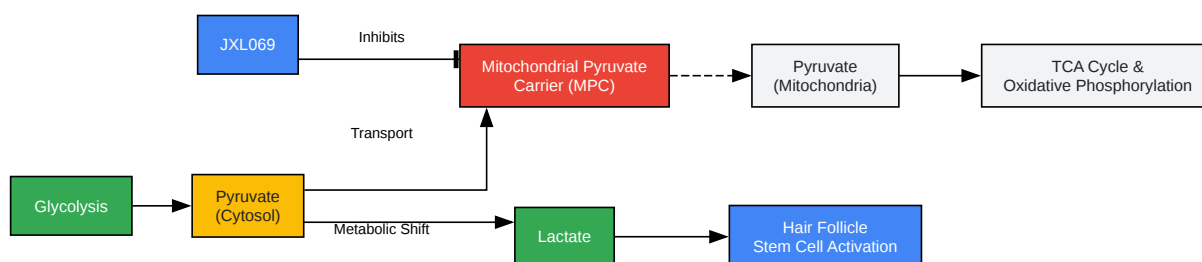 JXL069
Inhibits
Mitochondrial Pyruvate
Carrier (MPC)
Pyruvate
(Mitochondria)
TCA Cycle &
Oxidative Phosphorylation
Transport
Glycolysis
Pyruvate
(Cytosol)
Metabolic Shift
Lactate
Hair Follicle
Stem Cell Activation